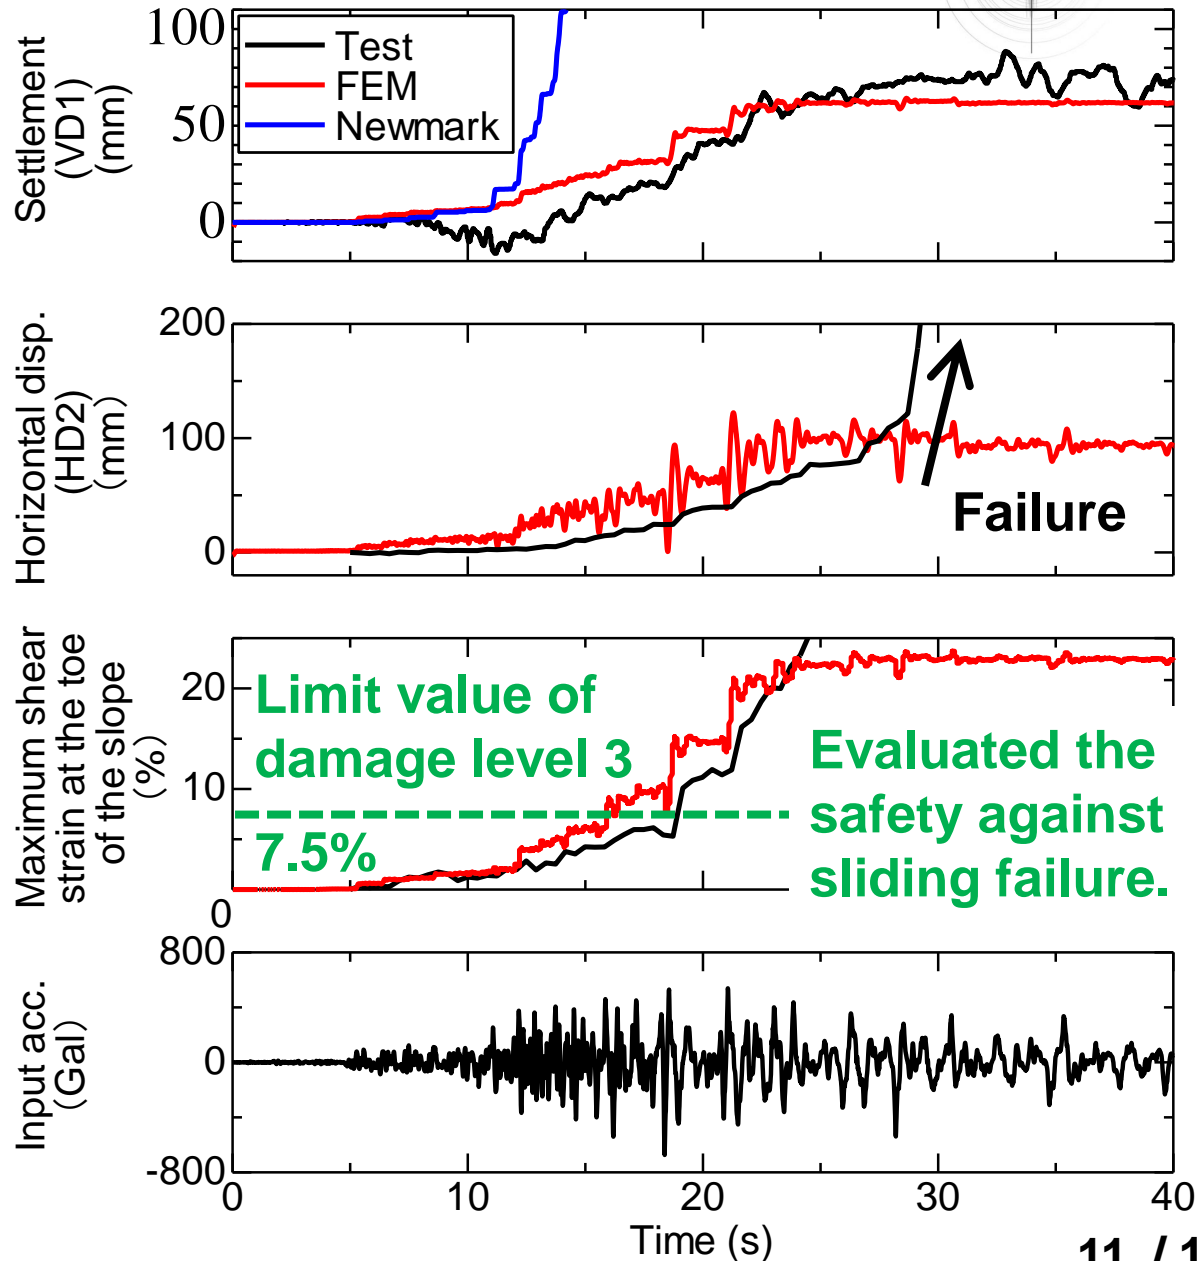 Settlement
(VD1)
(mm)
100
50
0
Test
FEM
Newmark
Horizontal disp.
(HD2)
(mm)
200
100
0
Failure
Maximum shear
strain at the toe
of the slope
(%)
20
10
0
Limit value of
damage level 3
7.5%
Evaluated the
safety against
sliding failure.
Input acc.
(Gal)
800
0
-800
0 10 20 30 40
Time (s)
11 / 1